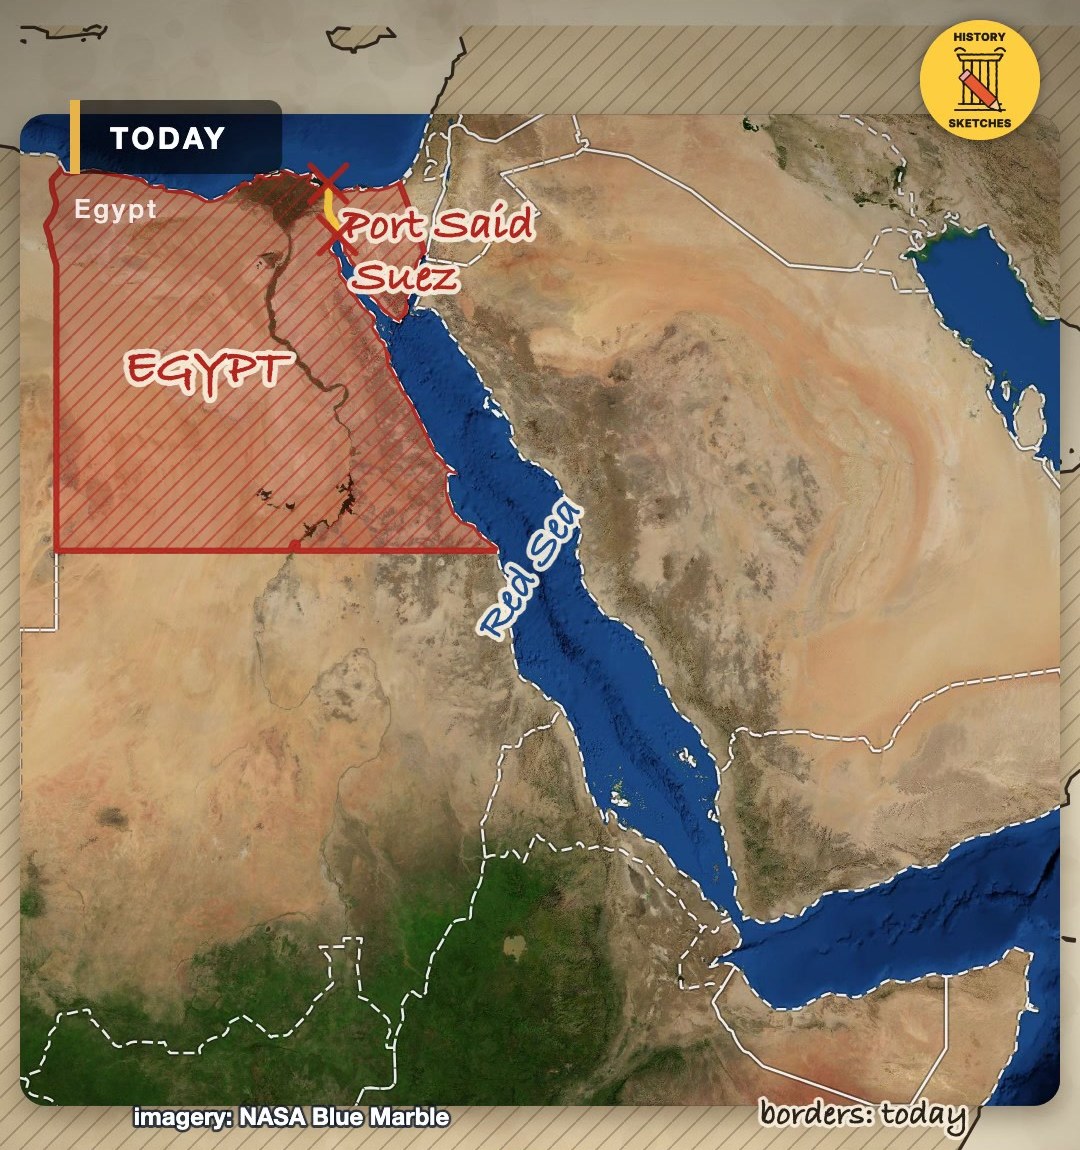 HISTORY
SKETCHES
TODAY
Egypt
Port Said
Suez
EGYPT
Red Sea
imagery: NASA Blue Marble
borders: today